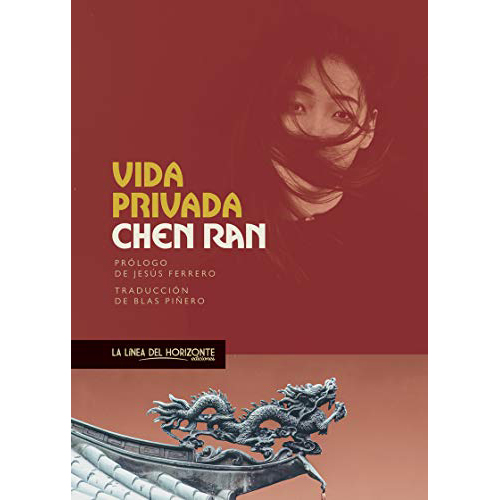 VIDA
PRIVADA
CHEN RAN
PRÓLOGO
DE JESÚS FERRERO
TRADUCCIÓN
DE BLAS PIÑERO
LA LÍNEA DEL HORIZONTE
ediciones